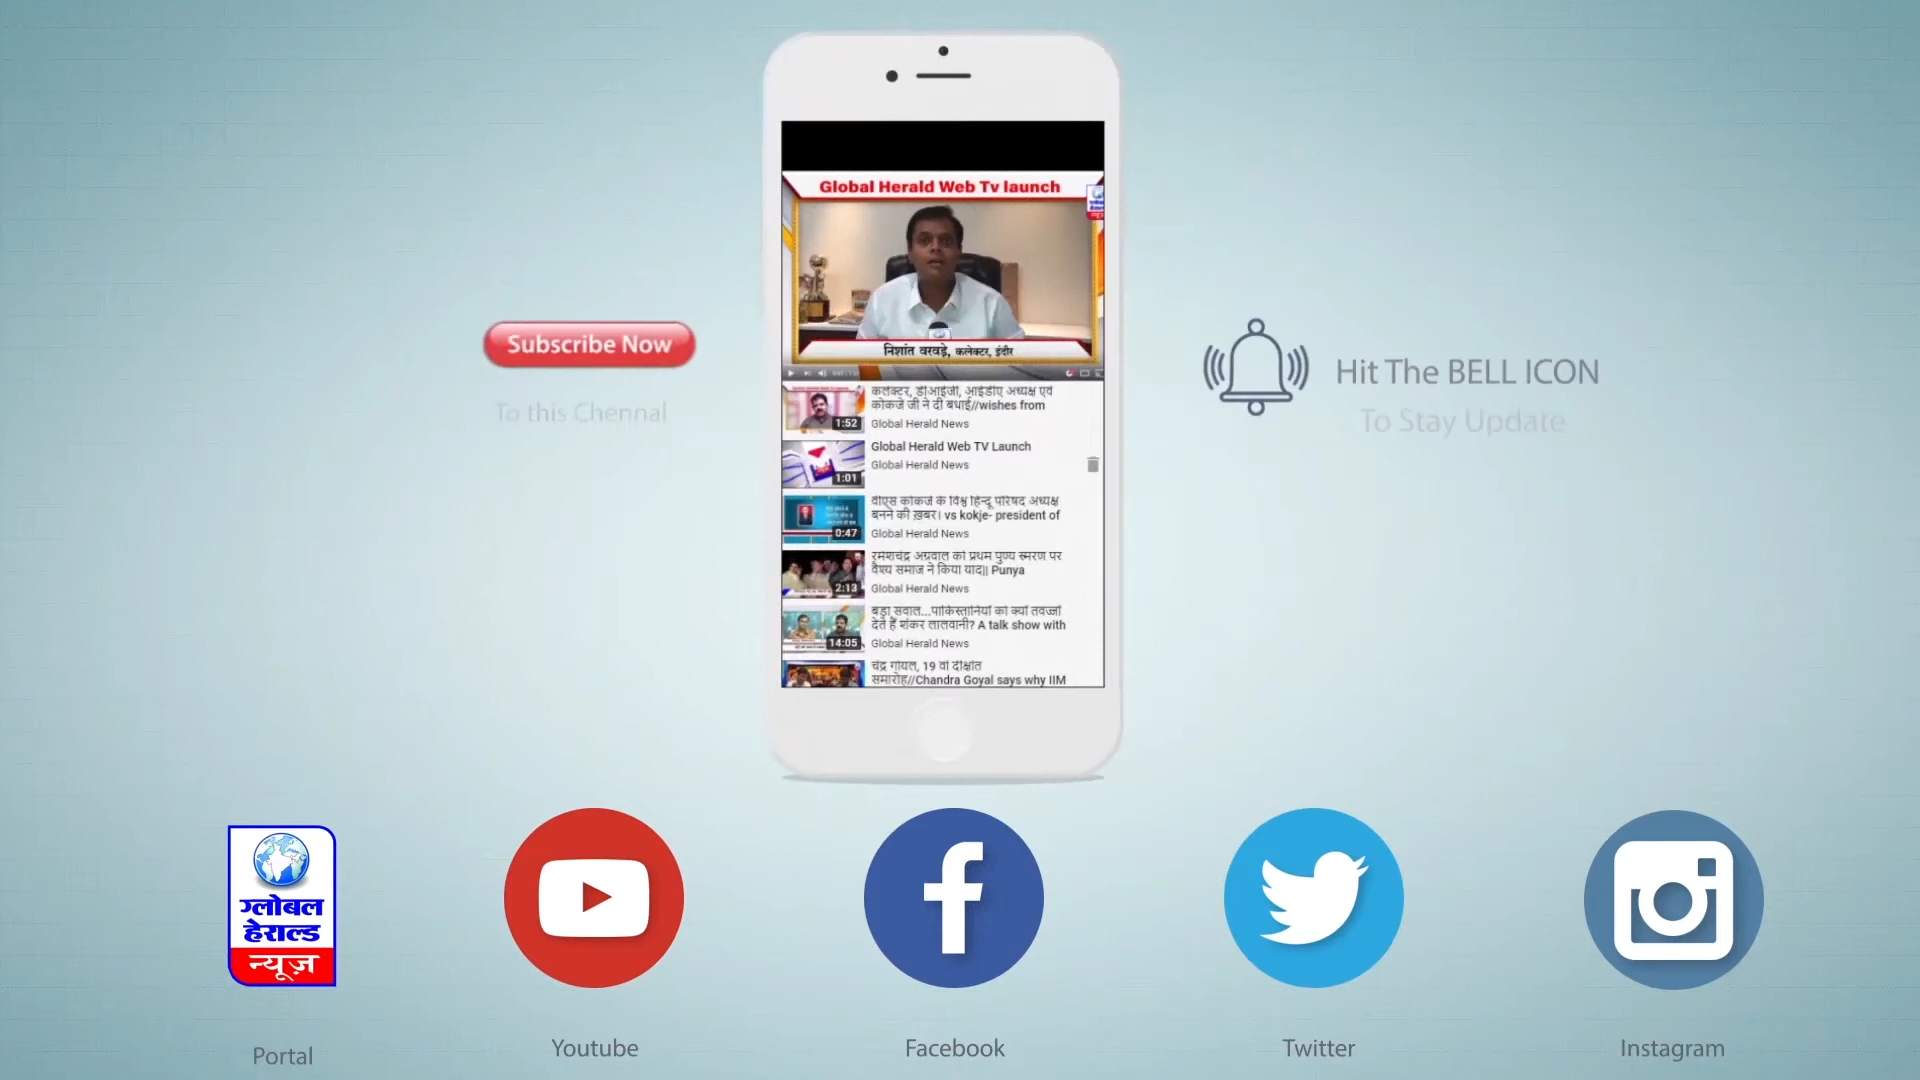 Global Herald Web Tv launch
निशांत वरवड़े, कलेक्टर, इंदौर
Subscribe Now
To this Chennal
Hit The BELL ICON
To Stay Update
कलेक्टर, डीआईजी, आईडीए अध्यक्ष एवं
कोकजे जी ने दी बधाई//wishes from
Global Herald News
1:52
Global Herald Web TV Launch
Global Herald News
1:01
वीएस कोकजे के विश्व हिन्दू परिषद अध्यक्ष
बनने की ख़बर। vs kokje- president of
Global Herald News
0:47
रमेशचंद्र अग्रवाल को प्रथम पुण्य स्मरण पर
वैश्य समाज ने किया याद|| Punya
Global Herald News
2:13
बड़ा सवाल...पाकिस्तानियों को क्यों तवज्जो
देते हैं शंकर लालवानी? A talk show with
Global Herald News
14:05
चंद्र गोयल, 19 वां दीक्षांत
समारोह//Chandra Goyal says why IIM
ग्लोबल
हेराल्ड
न्यूज़
Portal
Youtube
Facebook
Twitter
Instagram